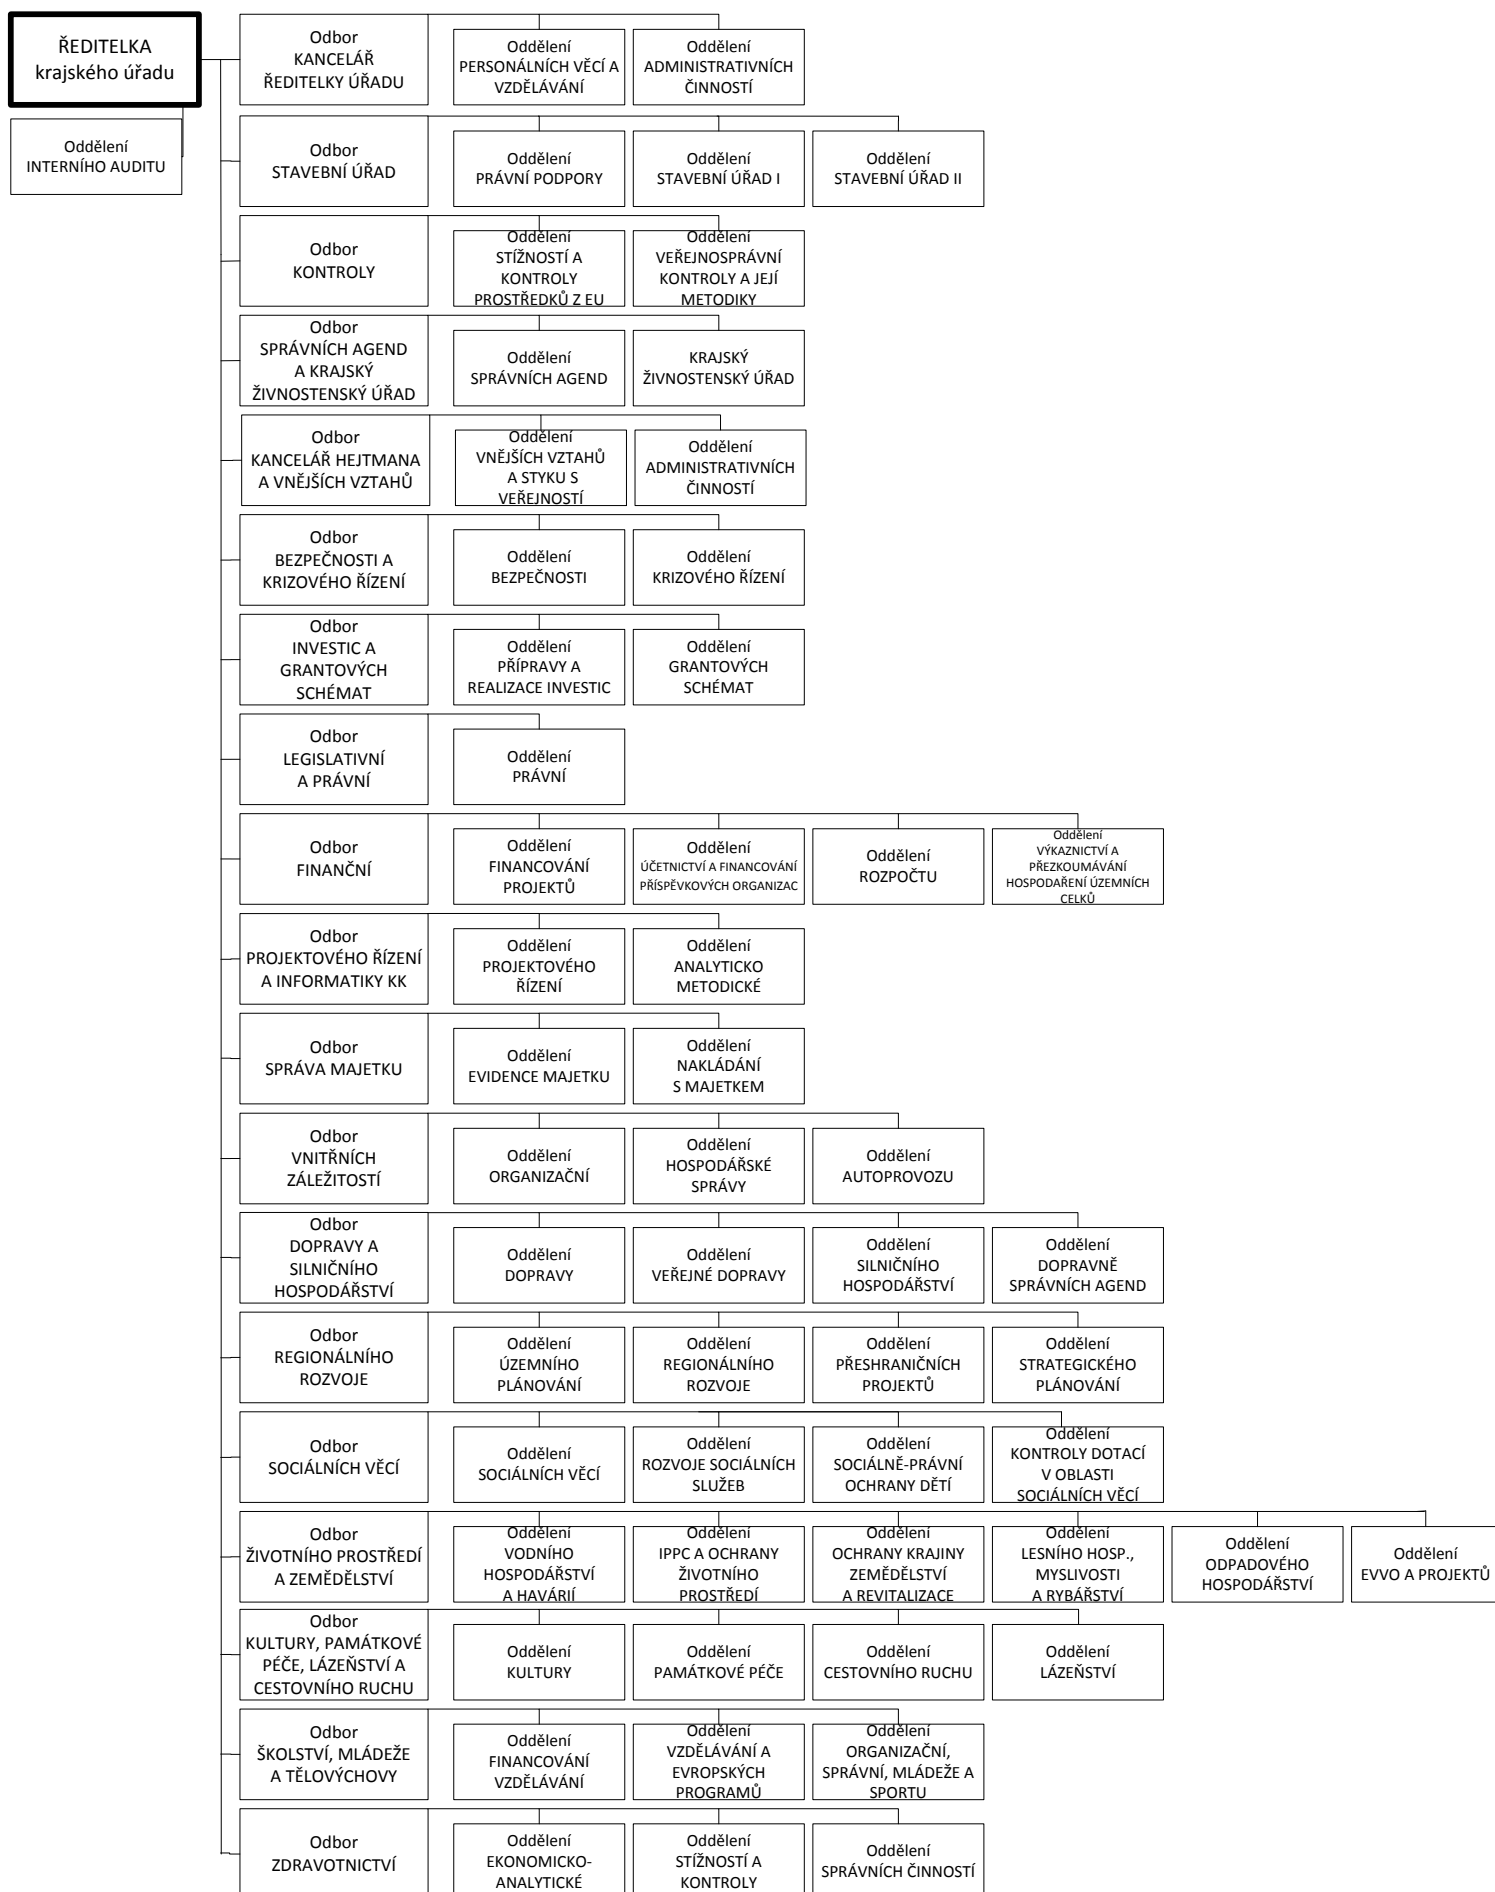 ŘEDITELKA
krajského úřadu
Oddělení
INTERNÍHO AUDITU
Odbor
KANCELÁŘ
ŘEDITELKY ÚŘADU
Oddělení
PERSONÁLNÍCH VĚCÍ A
VZDĚLÁVÁNÍ
Oddělení
ADMINISTRATIVNÍCH
ČINNOSTÍ
Odbor
STAVEBNÍ ÚŘAD
Oddělení
PRÁVNÍ PODPORY
Oddělení
STAVEBNÍ ÚŘAD I
Oddělení
STAVEBNÍ ÚŘAD II
Odbor
KONTROLY
Oddělení
STÍŽNOSTÍ A
KONTROLY
PROSTŘEDKŮ Z EU
Oddělení
VEŘEJNOSPRÁVNÍ
KONTROLY A JEJÍ
METODIKY
Odbor
SPRÁVNÍCH AGEND
A KRAJSKÝ
ŽIVNOSTENSKÝ ÚŘAD
Oddělení
SPRÁVNÍCH AGEND
KRAJSKÝ
ŽIVNOSTENSKÝ ÚŘAD
Odbor
KANCELÁŘ HEJTMANA
A VNĚJŠÍCH VZTAHŮ
Oddělení
VNĚJŠÍCH VZTAHŮ
A STYKU S
VEŘEJNOSTÍ
Oddělení
ADMINISTRATIVNÍCH
ČINNOSTÍ
Odbor
BEZPEČNOSTI A
KRIZOVÉHO ŘÍZENÍ
Oddělení
BEZPEČNOSTI
Oddělení
KRIZOVÉHO ŘÍZENÍ
Odbor
INVESTIC A
GRANTOVÝCH
SCHÉMAT
Oddělení
PŘÍPRAVY A
REALIZACE INVESTIC
Oddělení
GRANTOVÝCH
SCHÉMAT
Odbor
LEGISLATIVNÍ
A PRÁVNÍ
Oddělení
PRÁVNÍ
Odbor
FINANČNÍ
Oddělení
FINANCOVÁNÍ
PROJEKTŮ
Oddělení
ÚČETNICTVÍ A FINANCOVÁNÍ
PŘÍSPĚVKOVÝCH ORGANIZAC
Oddělení
ROZPOČTU
Oddělení
VÝKAZNICTVÍ A
PŘEZKOUMÁVÁNÍ
HOSPODAŘENÍ ÚZEMNÍCH
CELKŮ
Odbor
PROJEKTOVÉHO ŘÍZENÍ
A INFORMATIKY KK
Oddělení
PROJEKTOVÉHO
ŘÍZENÍ
Oddělení
ANALYTICKO
METODICKÉ
Odbor
SPRÁVA MAJETKU
Oddělení
EVIDENCE MAJETKU
Oddělení
NAKLÁDÁNÍ
S MAJETKEM
Odbor
VNITŘNÍCH
ZÁLEŽITOSTÍ
Oddělení
ORGANIZAČNÍ
Oddělení
HOSPODÁŘSKÉ
SPRÁVY
Oddělení
AUTOPROVOZU
Odbor
DOPRAVY A
SILNIČNÍHO
HOSPODÁŘSTVÍ
Oddělení
DOPRAVY
Oddělení
VEŘEJNÉ DOPRAVY
Oddělení
SILNIČNÍHO
HOSPODÁŘSTVÍ
Oddělení
DOPRAVNĚ
SPRÁVNÍCH AGEND
Odbor
REGIONÁLNÍHO
ROZVOJE
Oddělení
ÚZEMNÍHO
PLÁNOVÁNÍ
Oddělení
REGIONÁLNÍHO
ROZVOJE
Oddělení
PŘESHRANIČNÍCH
PROJEKTŮ
Oddělení
STRATEGICKÉHO
PLÁNOVÁNÍ
Odbor
SOCIÁLNÍCH VĚCÍ
Oddělení
SOCIÁLNÍCH VĚCÍ
Oddělení
ROZVOJE SOCIÁLNÍCH
SLUŽEB
Oddělení
SOCIÁLNĚ-PRÁVNÍ
OCHRANY DĚTÍ
Oddělení
KONTROLY DOTACÍ
V OBLASTI
SOCIÁLNÍCH VĚCÍ
Odbor
ŽIVOTNÍHO PROSTŘEDÍ
A ZEMĚDĚLSTVÍ
Oddělení
VODNÍHO
HOSPODÁŘSTVÍ
A HAVÁRIÍ
Oddělení
IPPC A OCHRANY
ŽIVOTNÍHO
PROSTŘEDÍ
Oddělení
OCHRANY KRAJINY
ZEMĚDĚLSTVÍ
A REVITALIZACE
Oddělení
LESNÍHO HOSP.,
MYSLIVOSTI
A RYBÁŘSTVÍ
Oddělení
ODPADOVÉHO
HOSPODÁŘSTVÍ
Oddělení
EVVO A PROJEKTŮ
Odbor
KULTURY, PAMÁTKOVÉ
PÉČE, LÁZEŇSTVÍ A
CESTOVNÍHO RUCHU
Oddělení
KULTURY
Oddělení
PAMÁTKOVÉ PÉČE
Oddělení
CESTOVNÍHO RUCHU
Oddělení
LÁZEŇSTVÍ
Odbor
ŠKOLSTVÍ, MLÁDEŽE
A TĚLOVÝCHOVY
Oddělení
FINANCOVÁNÍ
VZDĚLÁVÁNÍ
Oddělení
VZDĚLÁVÁNÍ A
EVROPSKÝCH
PROGRAMŮ
Oddělení
ORGANIZAČNÍ,
SPRÁVNÍ, MLÁDEŽE A
SPORTU
Odbor
ZDRAVOTNICTVÍ
Oddělení
EKONOMICKO-
ANALYTICKÉ
Oddělení
STÍŽNOSTÍ A
KONTROLY
Oddělení
SPRÁVNÍCH ČINNOSTÍ